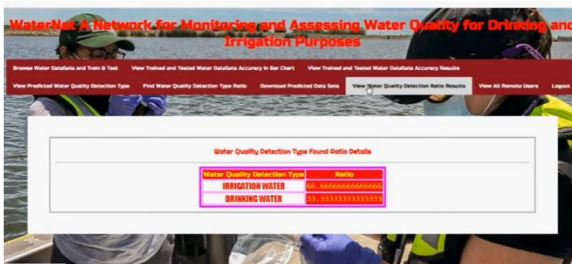 WaterNet A Network for Monitoring and Assessing Water Quality for Drinking and
Irrigation Purposes
Browse Water DataSets and Train & Test View Trained and Tested Water DataSets Accuracy in Bar Chart View Trained and Tested Water DataSets Accuracy Results
View Predicted Water Quality Detection Type Find Water Quality Detection Type Ratio Download Predicted Data Sets View Water Quality Detection Ratio Results View All Remote Users Logout
Water Quality Detection Type Found Ratio Details
Water Quality Detection Type Ratio
IRRIGATION WATER 66.66666666666666
DRINKING WATER 33.33333333333333